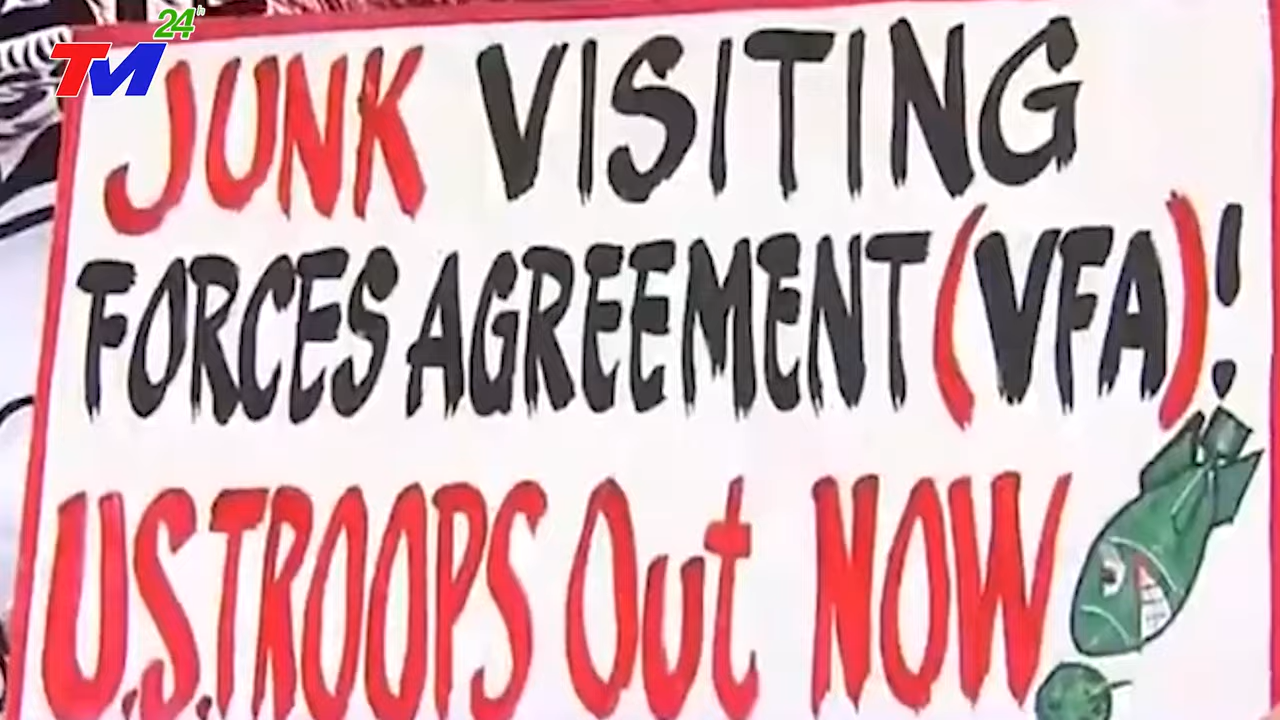 24h
TM
JUNK VISITING
FORCES AGREEMENT (VFA)!
U.S. TROOPS Out NOW